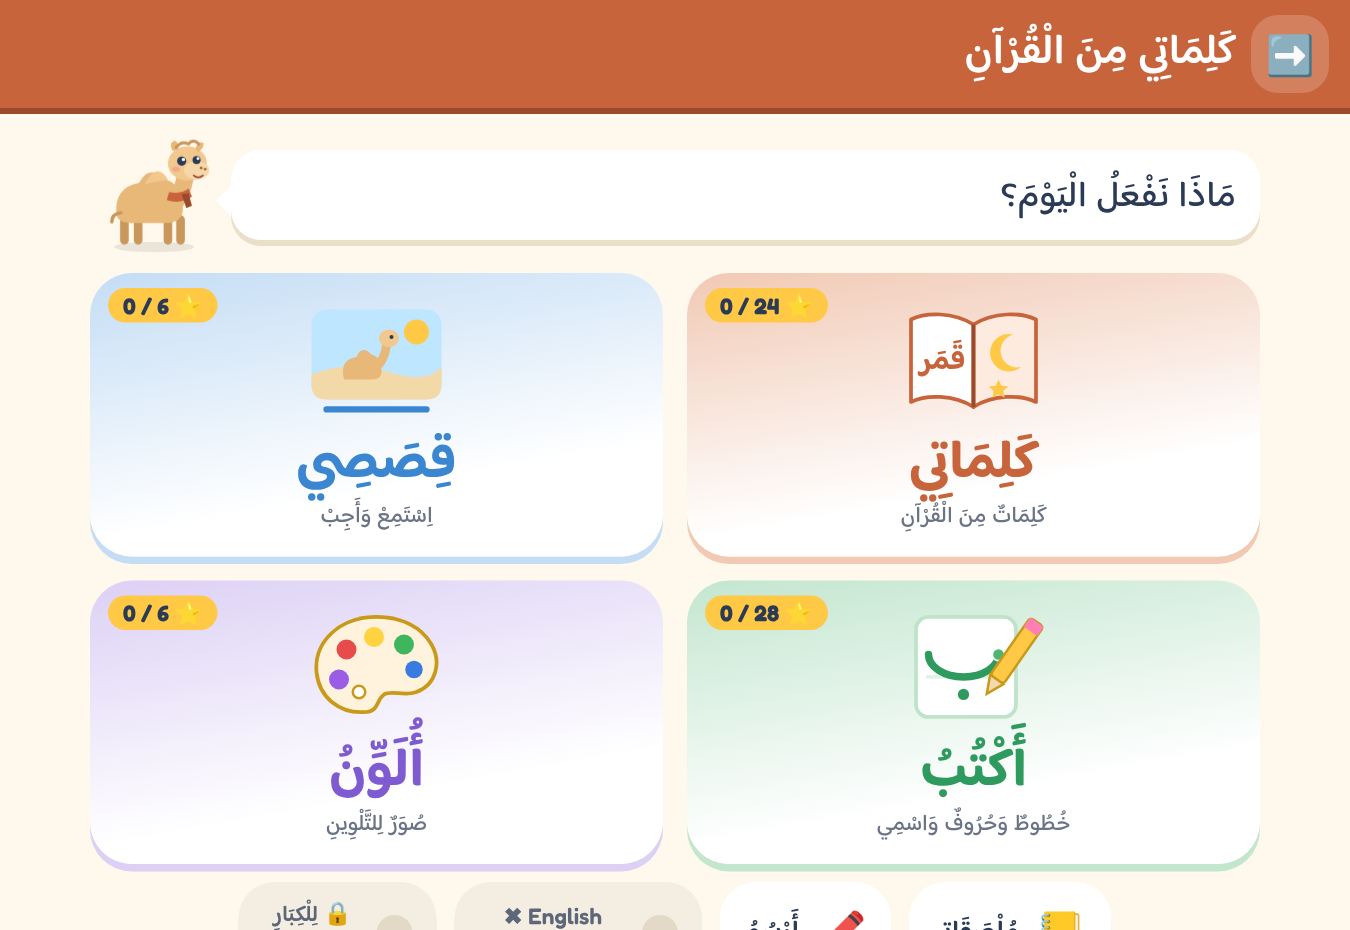 كَلِمَاتِي مِنَ الْقُرْآنِ
مَاذَا نَفْعَلُ الْيَوْمَ؟
0 / 24
قَمَر
كَلِمَاتِي
كَلِمَاتٌ مِنَ الْقُرْآنِ
0 / 6
قِصَصِي
اِسْتَمِعْ وَأَجِبْ
0 / 28
ب
أَكْتُبُ
خُطُوطٌ وَحُرُوفٌ وَاسْمِي
0 / 6
أُلَوِّنُ
صُوَرٌ لِلتَّلْوِينِ
✖ English
لِلْكِبَارِ